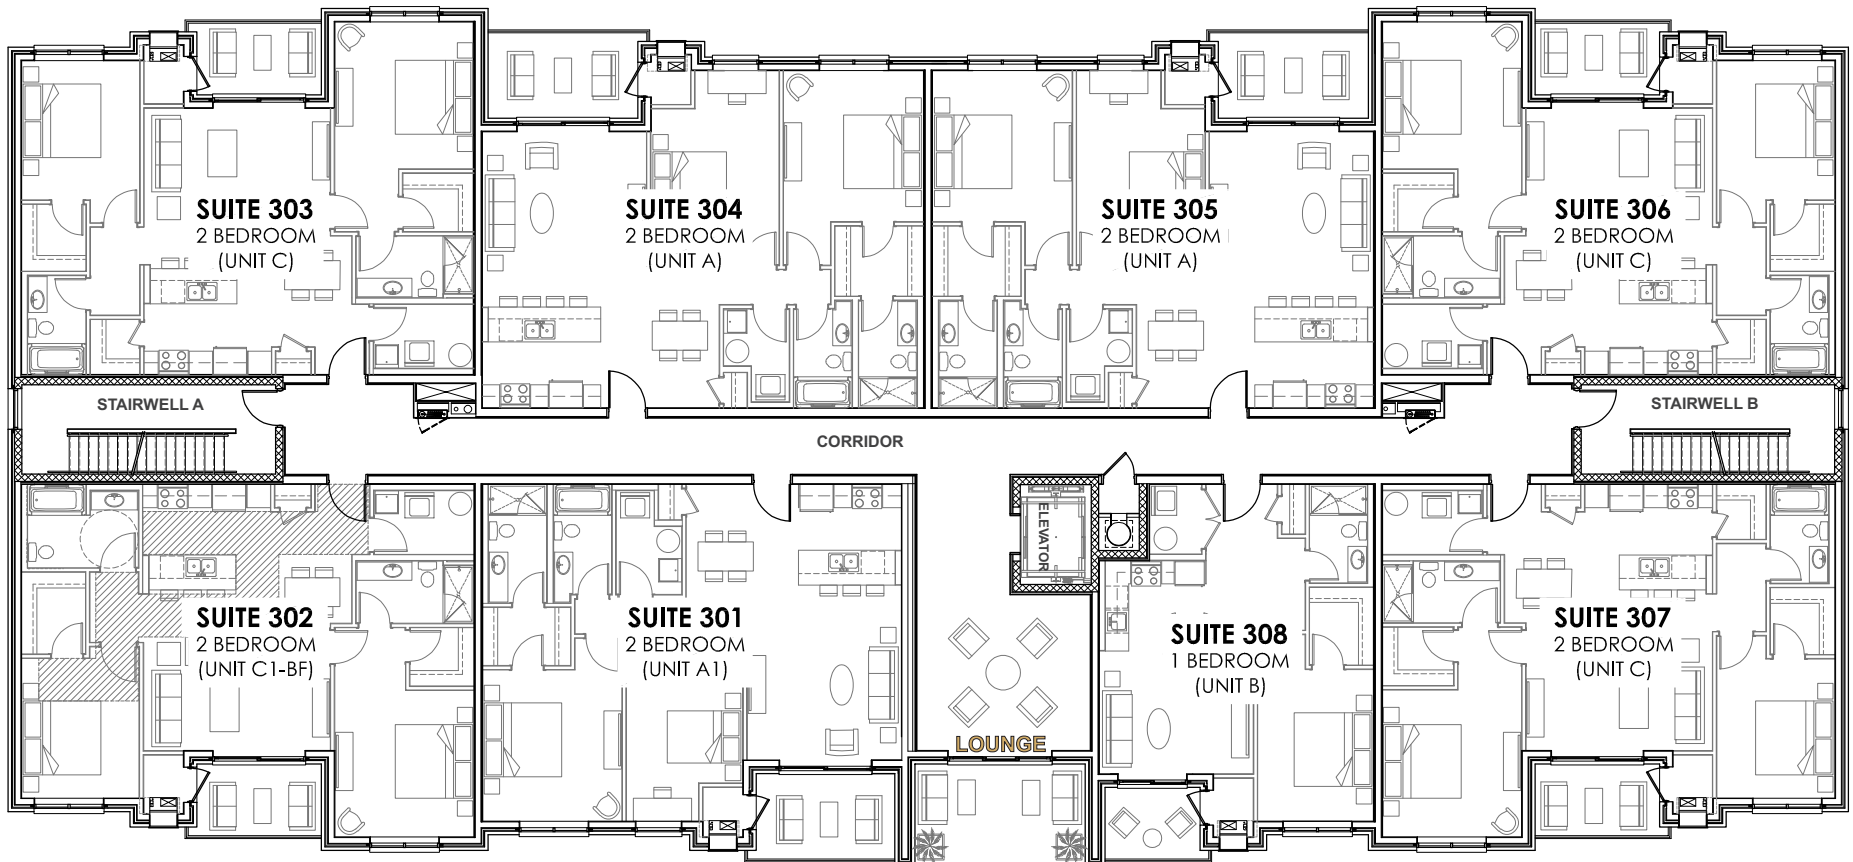 SUITE 303
2 BEDROOM
(UNIT C)
SUITE 304
2 BEDROOM
(UNIT A)
SUITE 305
2 BEDROOM
(UNIT A)
SUITE 306
2 BEDROOM
(UNIT C)
STAIRWELL A
STAIRWELL B
CORRIDOR
ELEVATOR
SUITE 302
2 BEDROOM
(UNIT C1-BF)
SUITE 301
2 BEDROOM
(UNIT A1)
SUITE 308
1 BEDROOM
(UNIT B)
SUITE 307
2 BEDROOM
(UNIT C)
LOUNGE